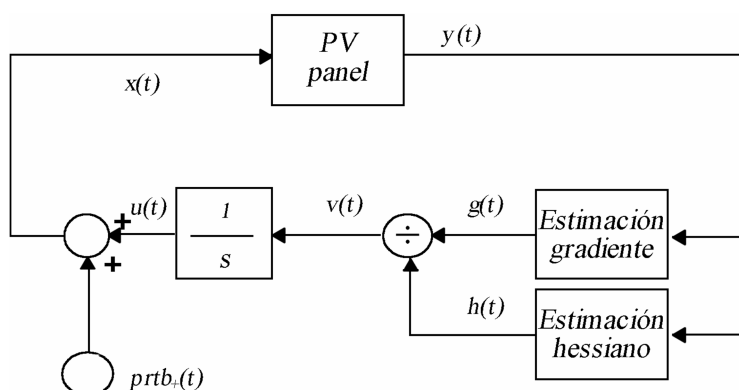 PV
panel
y(t)
x(t)
+
u(t)
1
s
v(t)
÷
g(t)
Estimación
gradiente
+
h(t)
Estimación
hessiano
prtb₊(t)